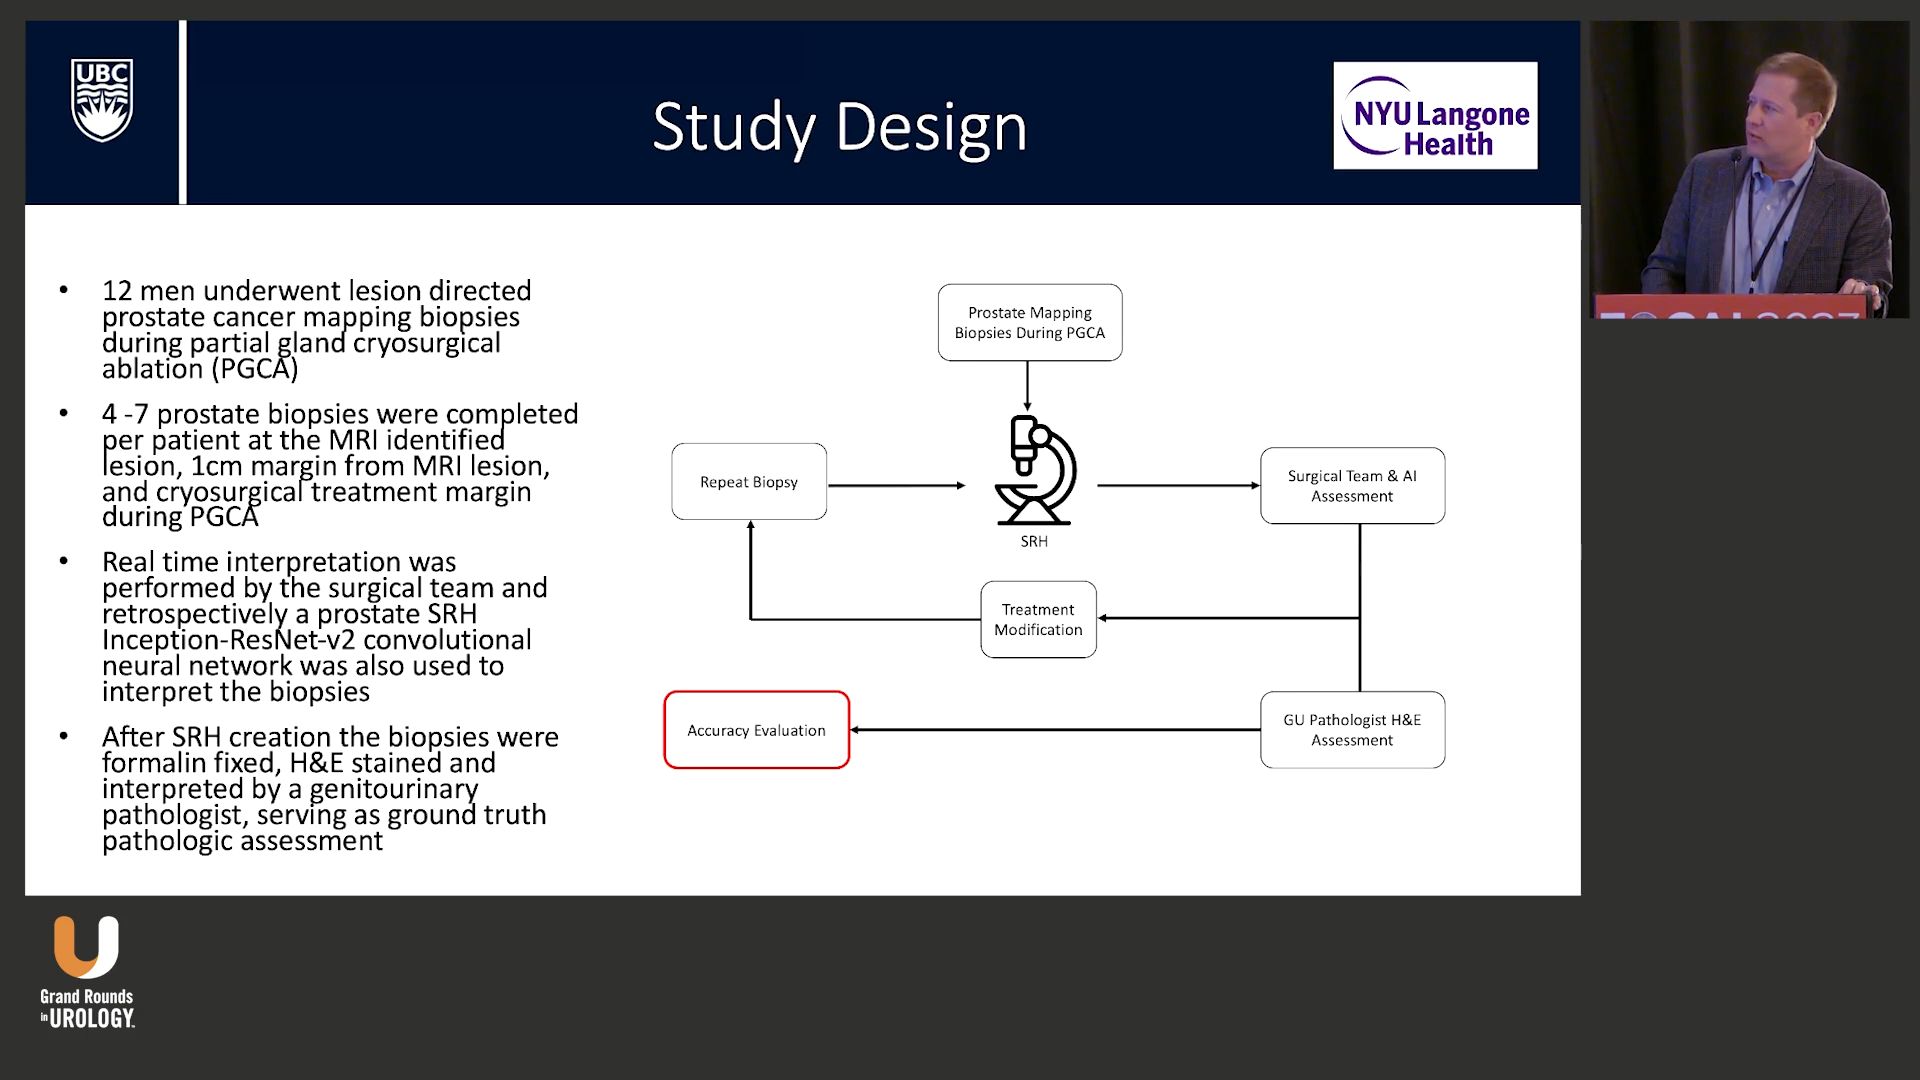 UBC
Study Design
NYU Langone
Health
• 12 men underwent lesion directed
prostate cancer mapping biopsies
during partial gland cryosurgical
ablation (PGCA)
• 4 -7 prostate biopsies were completed
per patient at the MRI identified
lesion, 1cm margin from MRI lesion,
and cryosurgical treatment margin
during PGCA
• Real time interpretation was
performed by the surgical team and
retrospectively a prostate SRH
Inception-ResNet-v2 convolutional
neural network was also used to
interpret the biopsies
• After SRH creation the biopsies were
formalin fixed, H&E stained and
interpreted by a genitourinary
pathologist, serving as ground truth
pathologic assessment
Prostate Mapping
Biopsies During PGCA
Repeat Biopsy
SRH
Surgical Team & AI
Assessment
Treatment
Modification
Accuracy Evaluation
GU Pathologist H&E
Assessment
Grand Rounds
in UROLOGY